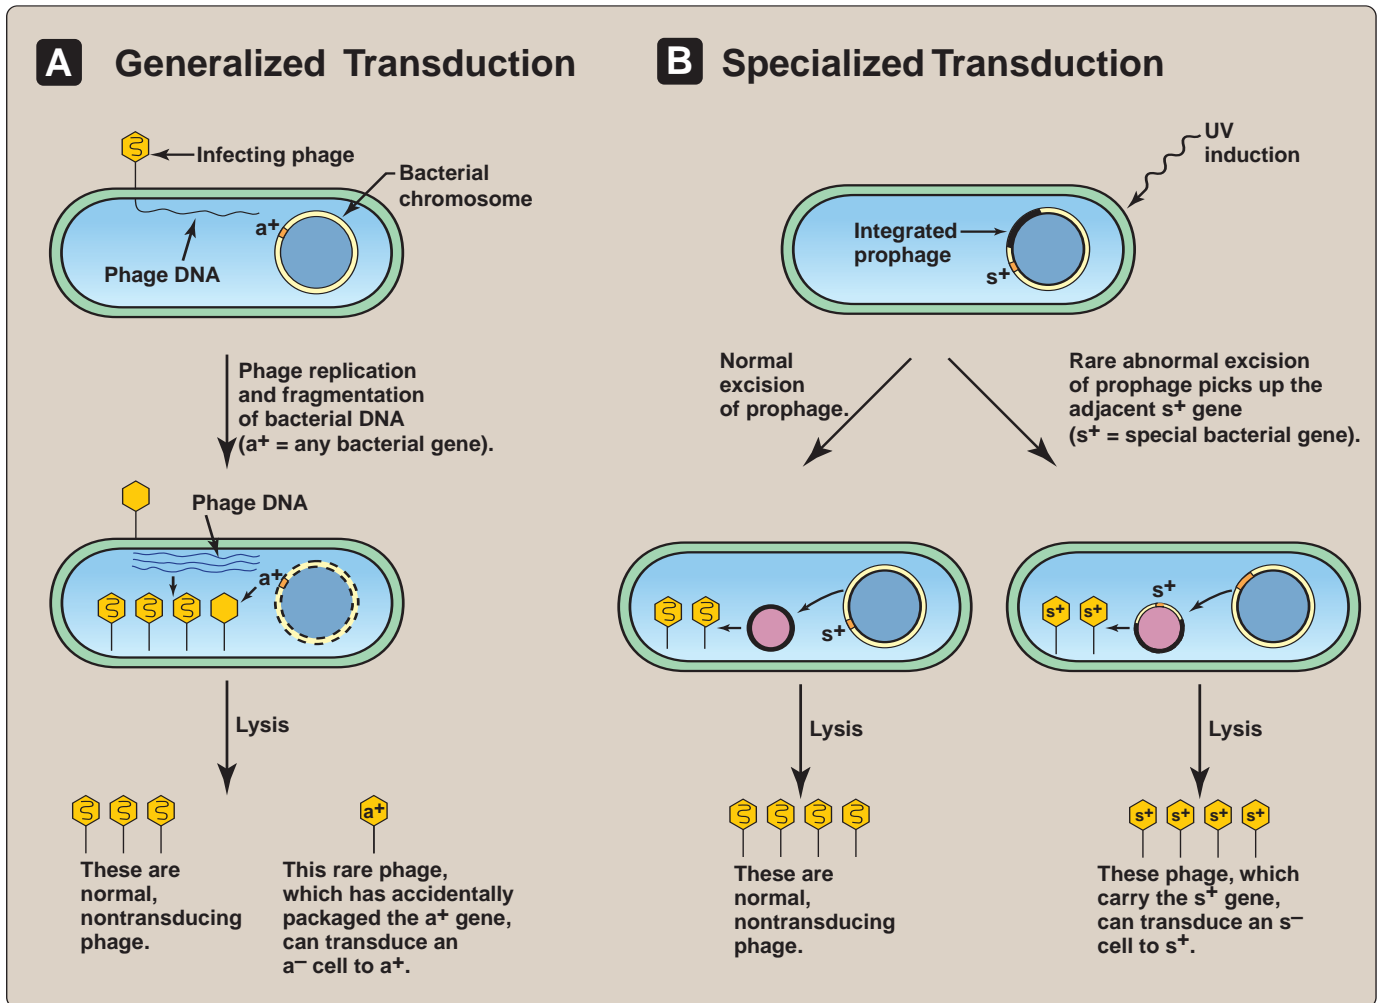 A Generalized Transduction
Infecting phage
Bacterial
chromosome
a+
Phage DNA
Phage replication
and fragmentation
of bacterial DNA
(a+ = any bacterial gene).
Phage DNA
a+
Lysis
a+
These are
normal,
nontransducing
phage.
This rare phage,
which has accidentally
packaged the a+ gene,
can transduce an
a– cell to a+.
B Specialized Transduction
UV
induction
Integrated
prophage
s+
Normal
excision
of prophage.
Rare abnormal excision
of prophage picks up the
adjacent s+ gene
(s+ = special bacterial gene).
s+
s+ s+
s+
Lysis
Lysis
s+ s+ s+ s+
These are
normal,
nontransducing
phage.
These phage, which
carry the s+ gene,
can transduce an s–
cell to s+.